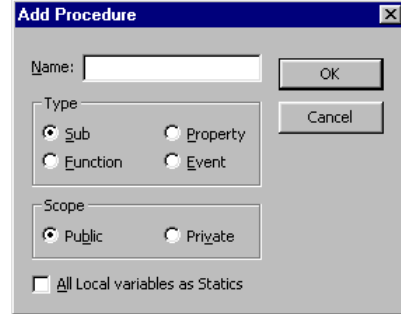 Add Procedure
Name:
OK
Cancel
Type
Sub
Property
Function
Event
Scope
Public
Private
All Local variables as Statics